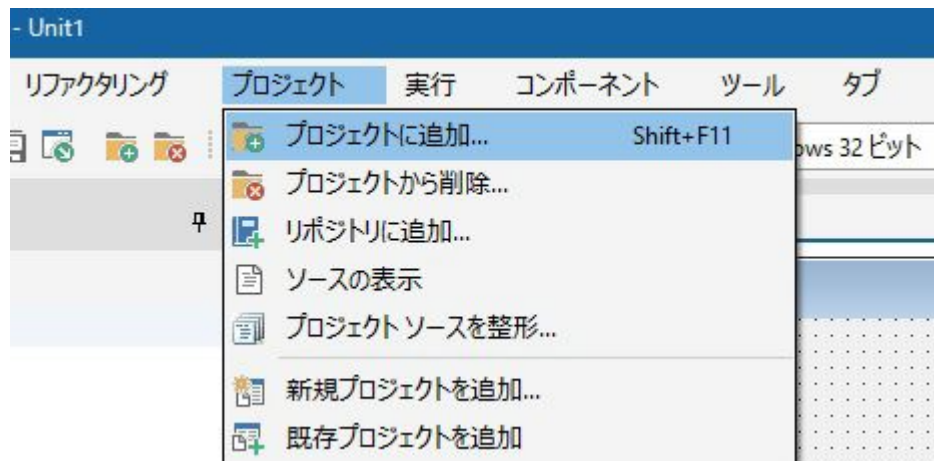 - Unit1
リファクタリング プロジェクト 実行 コンポーネント ツール タブ
プロジェクトに追加... Shift+F11
ows 32 ビット
プロジェクトから削除...
リポジトリに追加...
ソースの表示
プロジェクト ソースを整形...
新規プロジェクトを追加...
既存プロジェクトを追加